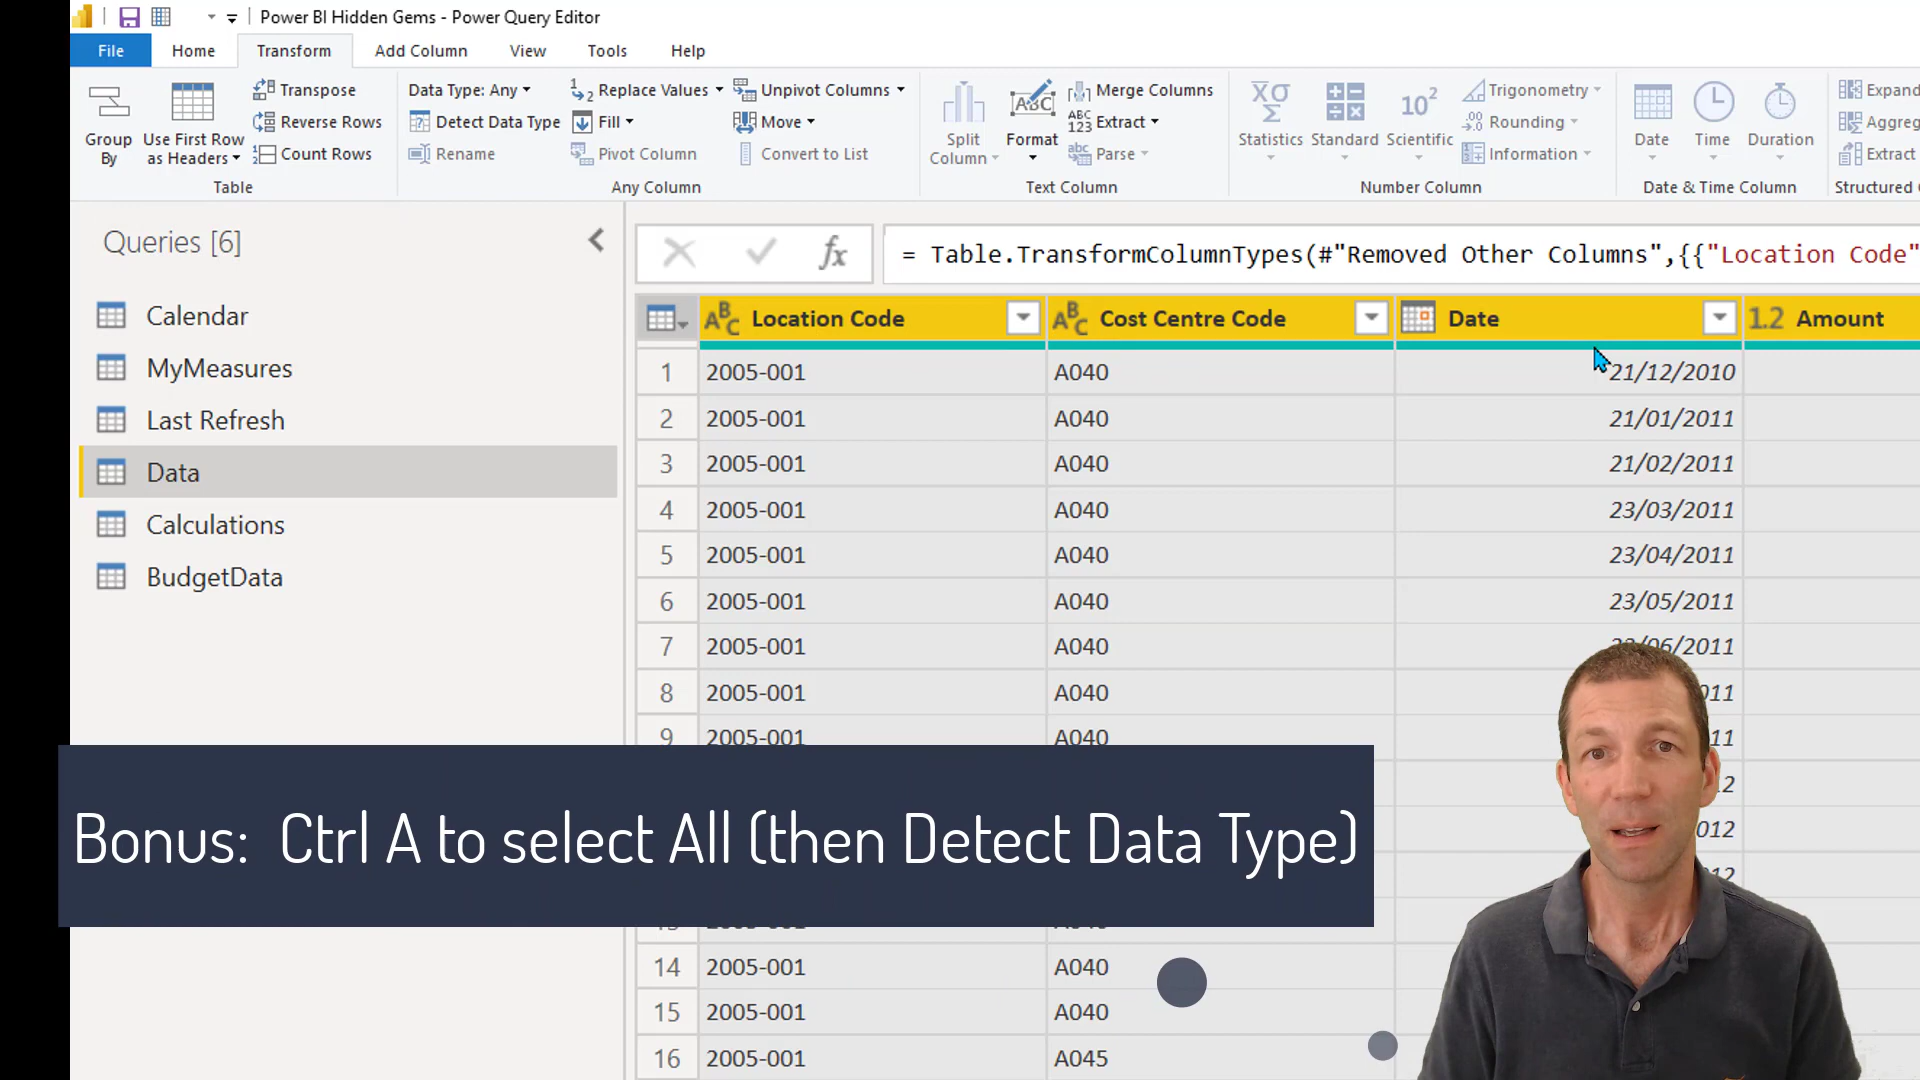 Power BI Hidden Gems - Power Query Editor
File Home Transform Add Column View Tools Help
Group By
Use First Row as Headers
Transpose
Reverse Rows
Count Rows
Table
Data Type: Any
Detect Data Type
Rename
Replace Values
Fill
Pivot Column
Unpivot Columns
Move
Convert to List
Any Column
Split Column
Format
Merge Columns
Extract
Parse
Text Column
Statistics
Standard
Scientific
Trigonometry
Rounding
Information
Number Column
Date
Time
Duration
Date & Time Column
Expand
Extract
Structured
Queries [6]
Calendar
MyMeasures
Last Refresh
Data
Calculations
BudgetData
= Table.TransformColumnTypes(#"Removed Other Columns",{{"Location Code"
Location Code Cost Centre Code Date 1.2 Amount
1 2005-001 A040 21/12/2010
2 2005-001 A040 21/01/2011
3 2005-001 A040 21/02/2011
4 2005-001 A040 23/03/2011
5 2005-001 A040 23/04/2011
6 2005-001 A040 23/05/2011
7 2005-001 A040
8 2005-001 A040
9 2005-001 A040
Bonus: Ctrl A to select All (then Detect Data Type)
14 2005-001 A040
15 2005-001 A040
16 2005-001 A045